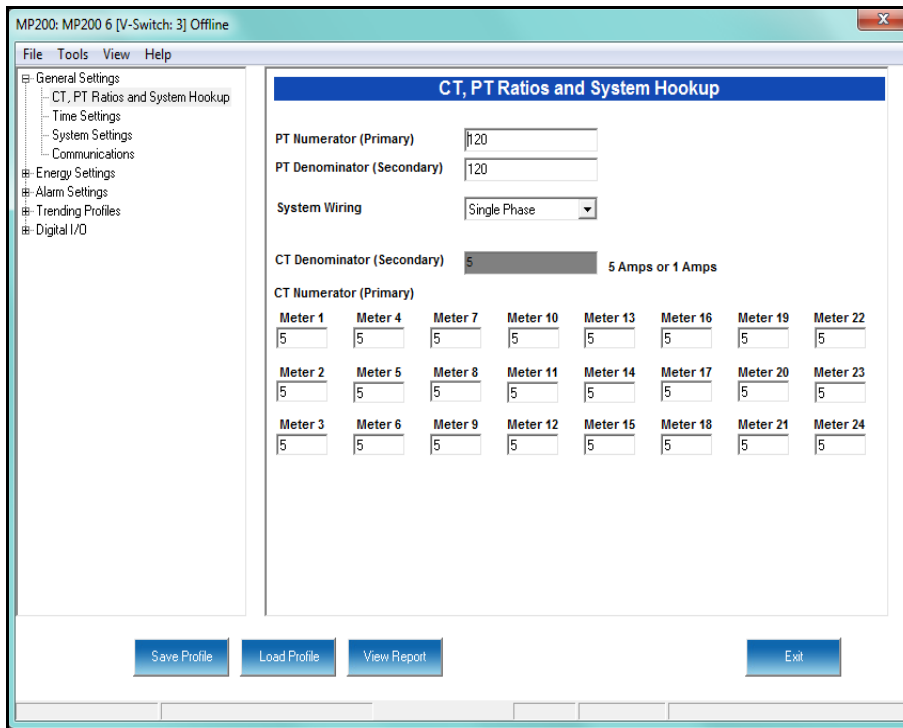 MP200: MP200 6 [V-Switch: 3] Offline
File Tools View Help
General Settings
CT, PT Ratios and System Hookup
Time Settings
System Settings
Communications
Energy Settings
Alarm Settings
Trending Profiles
Digital I/O
CT, PT Ratios and System Hookup
PT Numerator (Primary) 120
PT Denominator (Secondary) 120
System Wiring Single Phase
CT Denominator (Secondary) 5 5 Amps or 1 Amps
CT Numerator (Primary)
Meter 1 Meter 4 Meter 7 Meter 10 Meter 13 Meter 16 Meter 19 Meter 22
5 5 5 5 5 5 5 5
Meter 2 Meter 5 Meter 8 Meter 11 Meter 14 Meter 17 Meter 20 Meter 23
5 5 5 5 5 5 5 5
Meter 3 Meter 6 Meter 9 Meter 12 Meter 15 Meter 18 Meter 21 Meter 24
5 5 5 5 5 5 5 5
Save Profile Load Profile View Report Exit